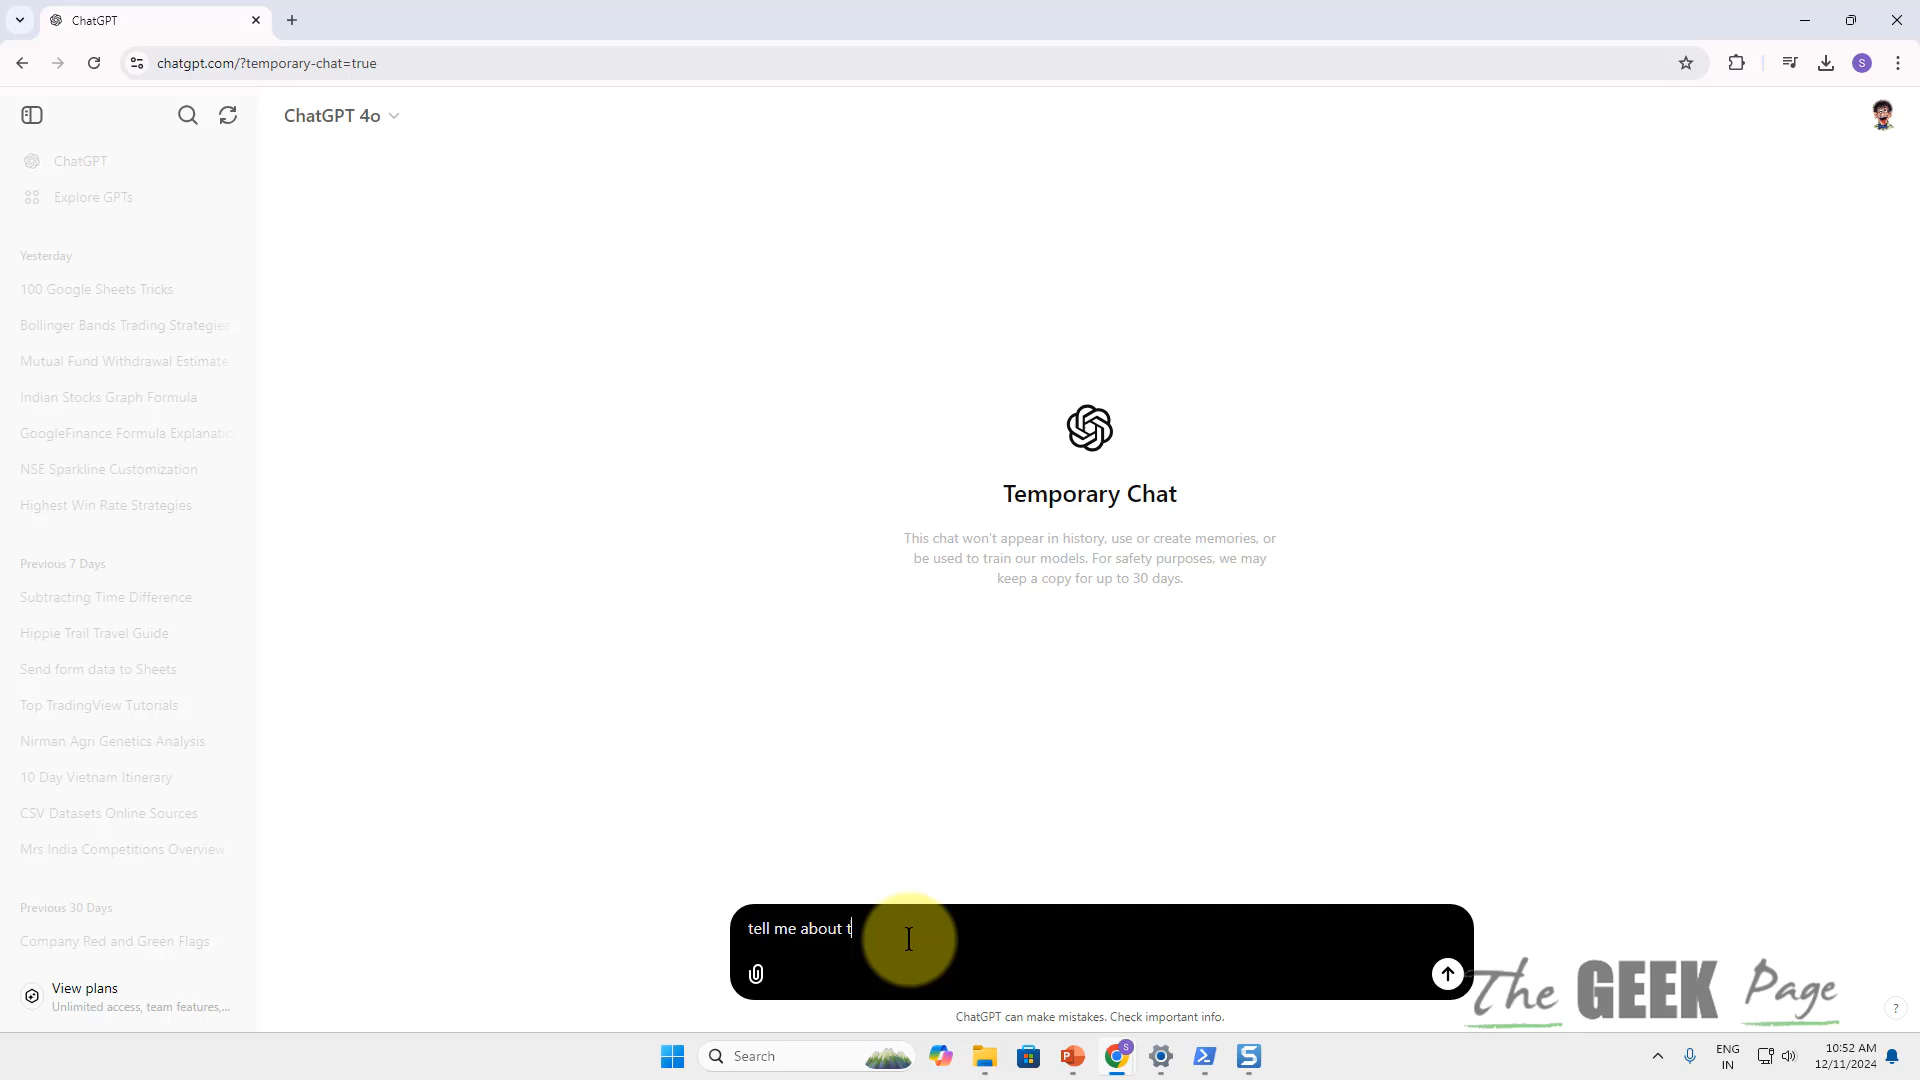 ChatGPT
chatgpt.com/?temporary-chat=true
S
ChatGPT 4o
ChatGPT
Explore GPTs
Yesterday
100 Google Sheets Tricks
Bollinger Bands Trading Strategies
Mutual Fund Withdrawal Estimate
Indian Stocks Graph Formula
GoogleFinance Formula Explanatio
NSE Sparkline Customization
Highest Win Rate Strategies
Previous 7 Days
Subtracting Time Difference
Hippie Trail Travel Guide
Send form data to Sheets
Top TradingView Tutorials
Nirman Agri Genetics Analysis
10 Day Vietnam Itinerary
CSV Datasets Online Sources
Mrs India Competitions Overview
Previous 30 Days
Company Red and Green Flags
View plans
Unlimited access, team features,...
Temporary Chat
This chat won't appear in history, use or create memories, or
be used to train our models. For safety purposes, we may
keep a copy for up to 30 days.
tell me about t
ChatGPT can make mistakes. Check important info.
The GEEK Page
?
Search
P
S
S
ENG
IN
10:52 AM
12/11/2024